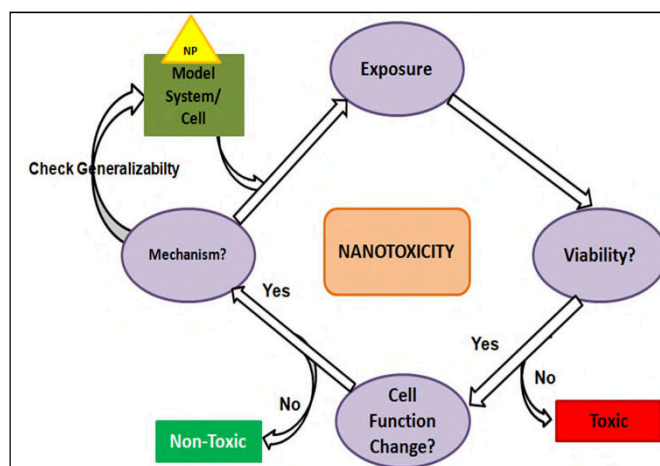 NP
Model
System/
Cell
Exposure
Check Generalizabilty
Mechanism?
NANOTOXICITY
Viability?
Yes
Yes
No
No
Cell
Function
Change?
Non-Toxic
Toxic